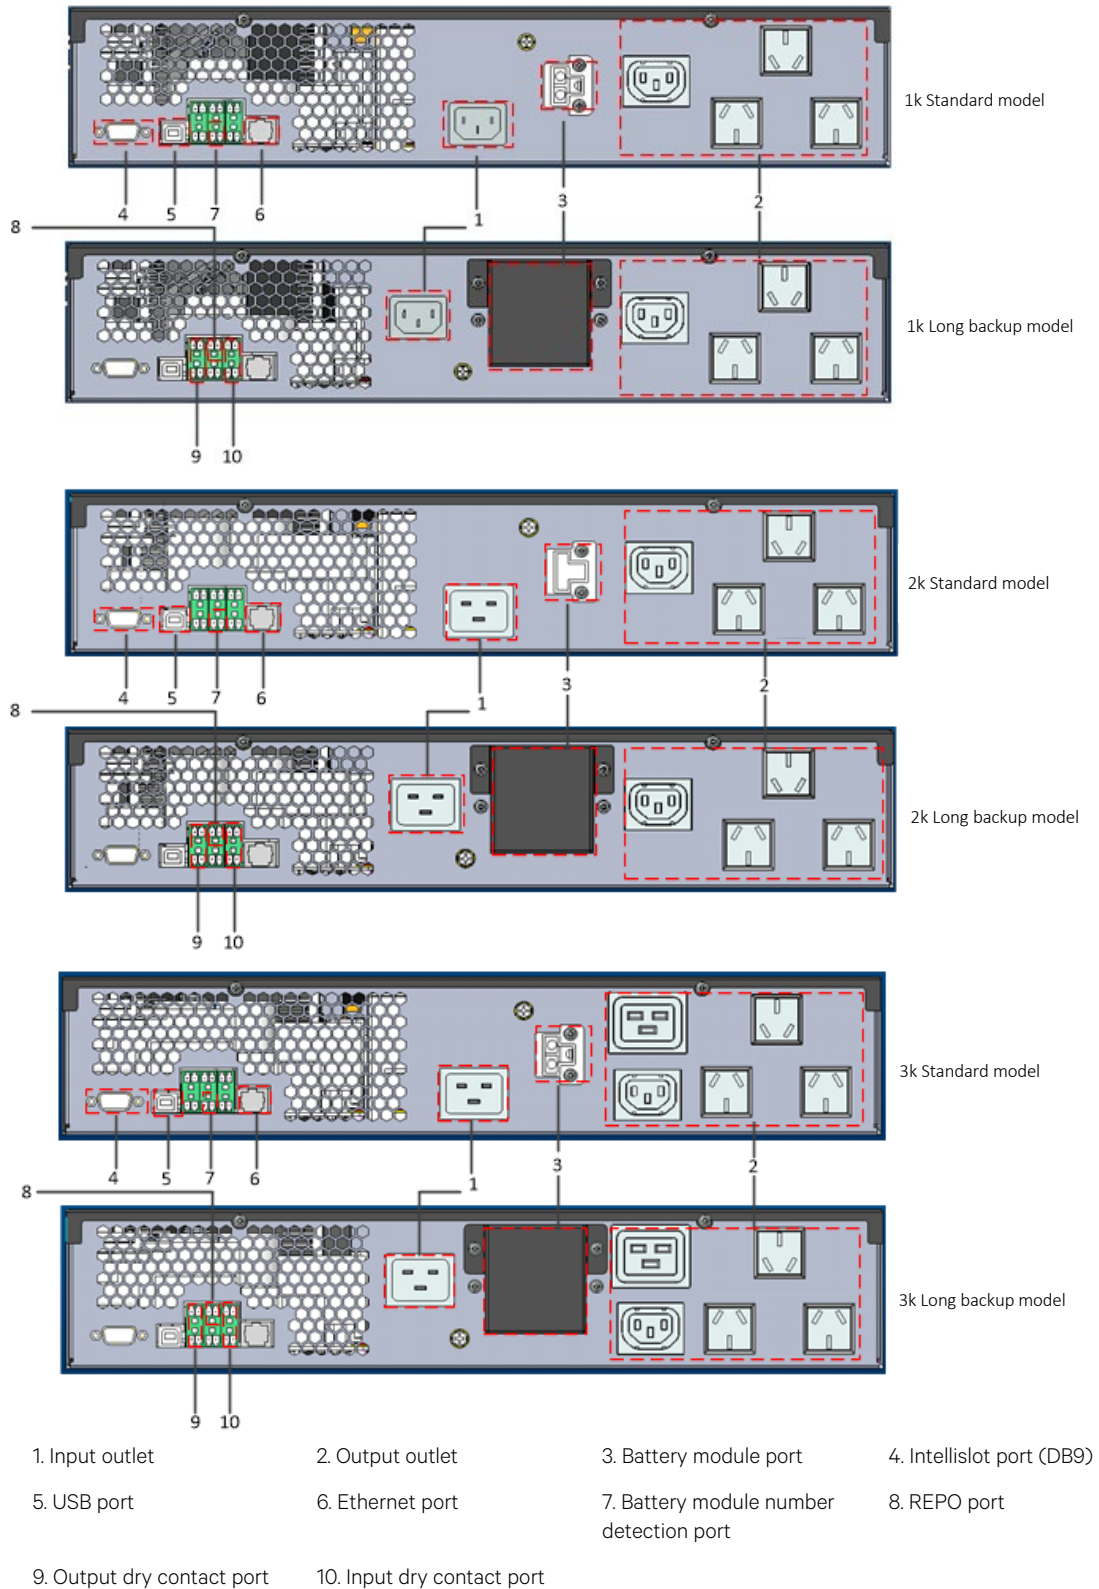 1k Standard model
4 5 7 6 1 3 2
8
1k Long backup model
9 10
2k Standard model
4 5 7 6 1 3 2
8
2k Long backup model
9 10
3k Standard model
4 5 7 6 1 3 2
8
3k Long backup model
9 10
1. Input outlet 2. Output outlet 3. Battery module port 4. Intellislot port (DB9)
5. USB port 6. Ethernet port 7. Battery module number 8. REPO port
detection port
9. Output dry contact port 10. Input dry contact port